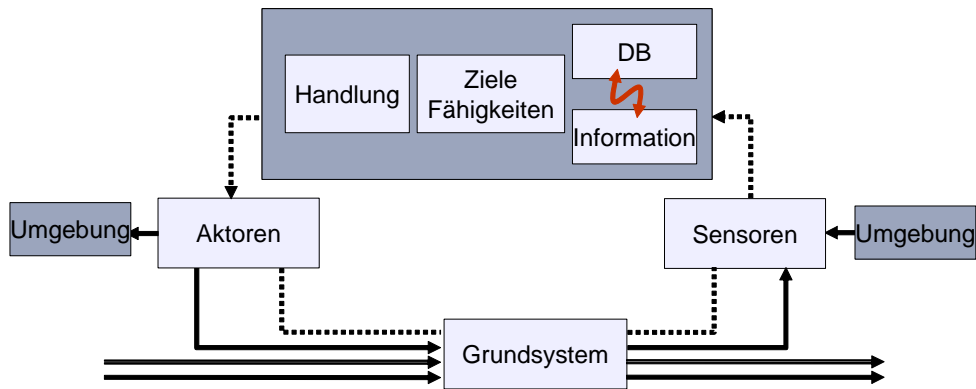 DB
Handlung
Ziele
Fähigkeiten
Information
Umgebung
Aktoren
Sensoren
Umgebung
Grundsystem